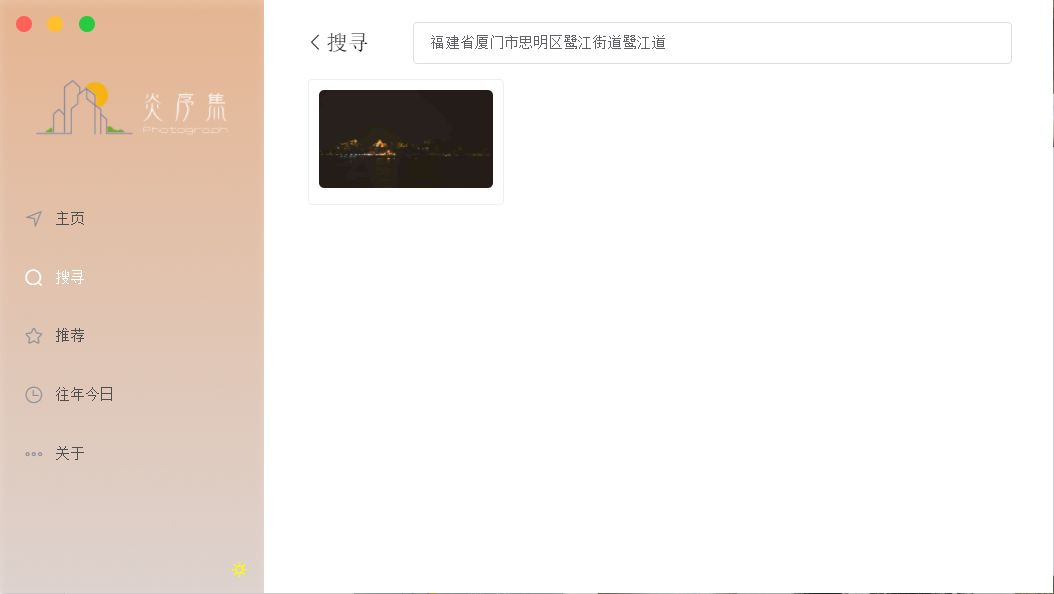 炎序集
Photograph
主页
搜寻
推荐
往年今日
关于
搜寻
福建省厦门市思明区鹭江街道鹭江道